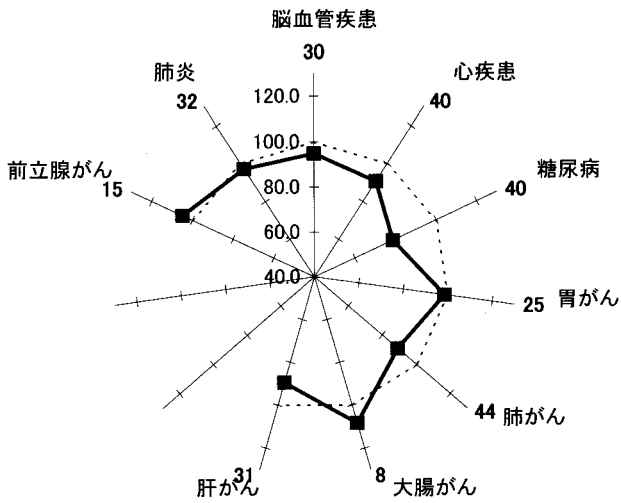 脳血管疾患
30
心疾患
40
糖尿病
40
25 胃がん
44 肺がん
8
大腸がん
31
肝がん
前立腺がん
15
肺炎
32
120.0
100.0
80.0
60.0
40.0